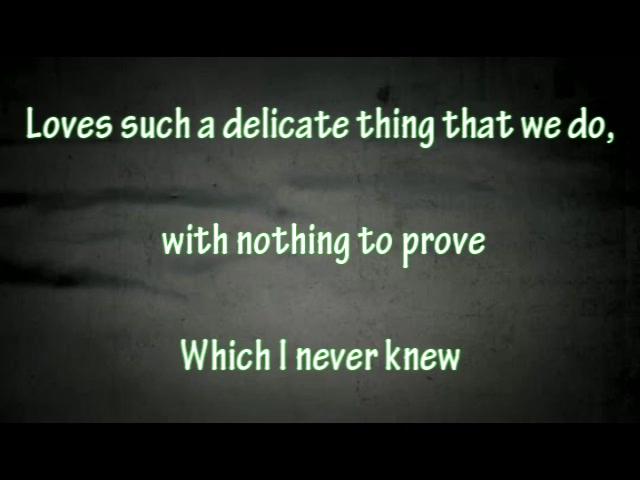 Loves such a delicate thing that we do,
with nothing to prove
Which I never knew